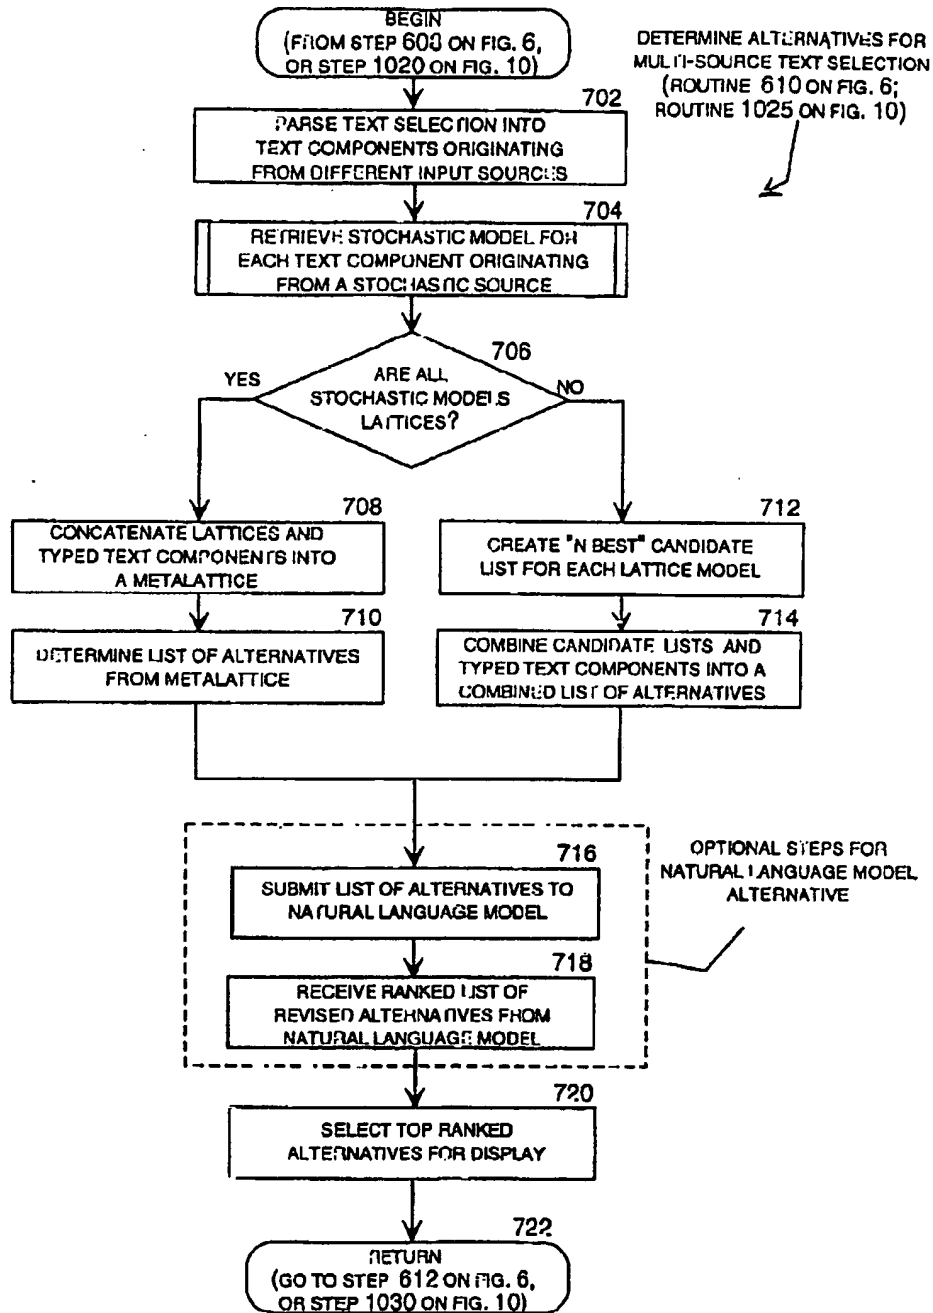 BEGIN
(FROM STEP 608 ON FIG. 6,
OR STEP 1020 ON FIG. 10)
DETERMINE ALTERNATIVES FOR
MULTI-SOURCE TEXT SELECTION
(ROUTINE 610 ON FIG. 6;
ROUTINE 1025 ON FIG. 10)
702
PARSE TEXT SELECTION INTO
TEXT COMPONENTS ORIGINATING
FROM DIFFERENT INPUT SOURCES
704
RETRIEVE STOCHASTIC MODEL FOR
EACH TEXT COMPONENT ORIGINATING
FROM A STOCHASTIC SOURCE
706
ARE ALL
STOCHASTIC MODELS
LATTICES?
YES
NO
708
CONCATENATE LATTICES AND
TYPED TEXT COMPONENTS INTO
A METALATTICE
710
DETERMINE LIST OF ALTERNATIVES
FROM METALATTICE
712
CREATE "N BEST" CANDIDATE
LIST FOR EACH LATTICE MODEL
714
COMBINE CANDIDATE LISTS AND
TYPED TEXT COMPONENTS INTO A
COMBINED LIST OF ALTERNATIVES
716
SUBMIT LIST OF ALTERNATIVES TO
NATURAL LANGUAGE MODEL
718
RECEIVE RANKED LIST OF
REVISED ALTERNATIVES FROM
NATURAL LANGUAGE MODEL
OPTIONAL STEPS FOR
NATURAL LANGUAGE MODEL
ALTERNATIVE
720
SELECT TOP RANKED
ALTERNATIVES FOR DISPLAY
722
RETURN
(GO TO STEP 612 ON FIG. 6,
OR STEP 1030 ON FIG. 10)